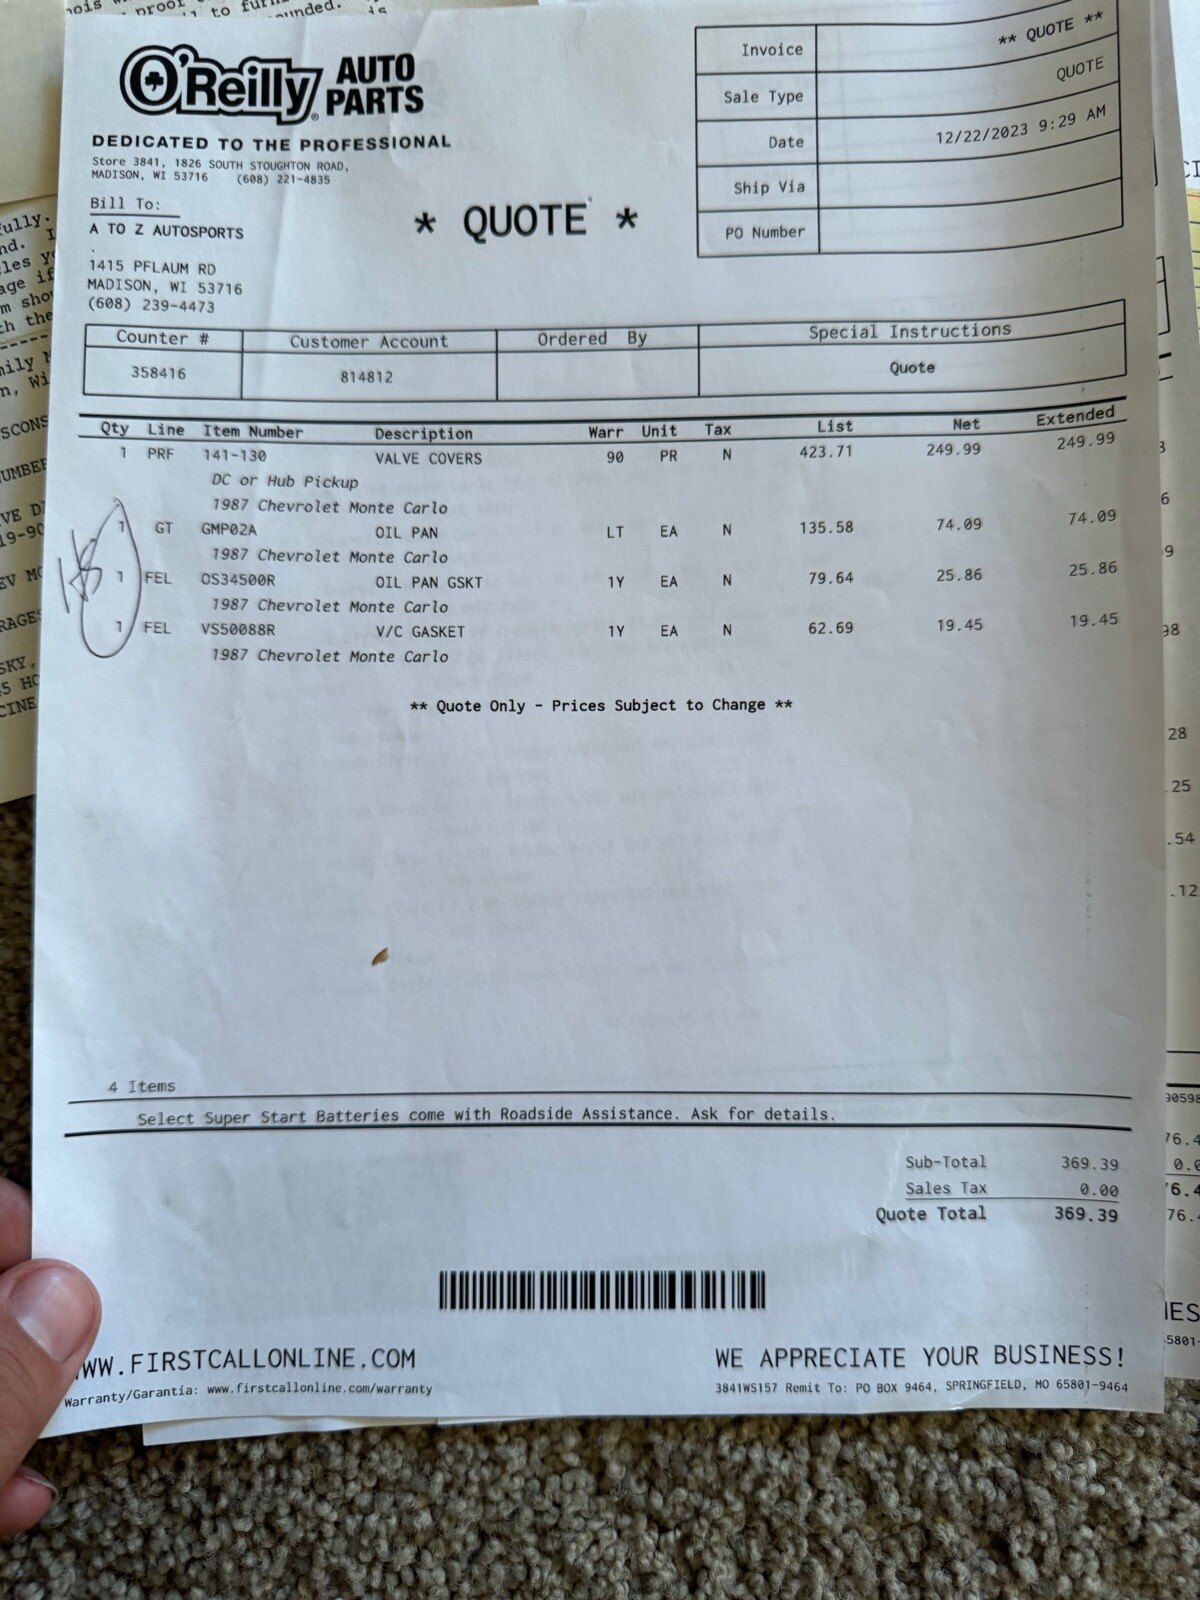 O'Reilly AUTO PARTS
DEDICATED TO THE PROFESSIONAL
Store 3841, 1826 SOUTH STOUGHTON ROAD,
MADISON, WI 53716 (608) 221-4835
Bill To:
A TO Z AUTOSPORTS
.
1415 PFLAUM RD
MADISON, WI 53716
(608) 239-4473
* QUOTE *
Invoice ** QUOTE **
Sale Type QUOTE
Date 12/22/2023 9:29 AM
Ship Via
PO Number
Counter # Customer Account Ordered By Special Instructions
358416 814812 Quote
Qty Line Item Number Description Warr Unit Tax List Net Extended
1 PRF 141-130 VALVE COVERS 90 PR N 423.71 249.99 249.99
DC or Hub Pickup
1987 Chevrolet Monte Carlo
1 GT GMP02A OIL PAN LT EA N 135.58 74.09 74.09
1987 Chevrolet Monte Carlo
1 FEL OS34500R OIL PAN GSKT 1Y EA N 79.64 25.86 25.86
1987 Chevrolet Monte Carlo
1 FEL VS50088R V/C GASKET 1Y EA N 62.69 19.45 19.45
1987 Chevrolet Monte Carlo
** Quote Only - Prices Subject to Change **
4 Items
Select Super Start Batteries come with Roadside Assistance. Ask for details.
Sub-Total 369.39
Sales Tax 0.00
Quote Total 369.39
WW.FIRSTCALLONLINE.COM
WE APPRECIATE YOUR BUSINESS!
Warranty/Garantia: www.firstcallonline.com/warranty
3841WS157 Remit To: PO BOX 9464, SPRINGFIELD, MO 65801-9464